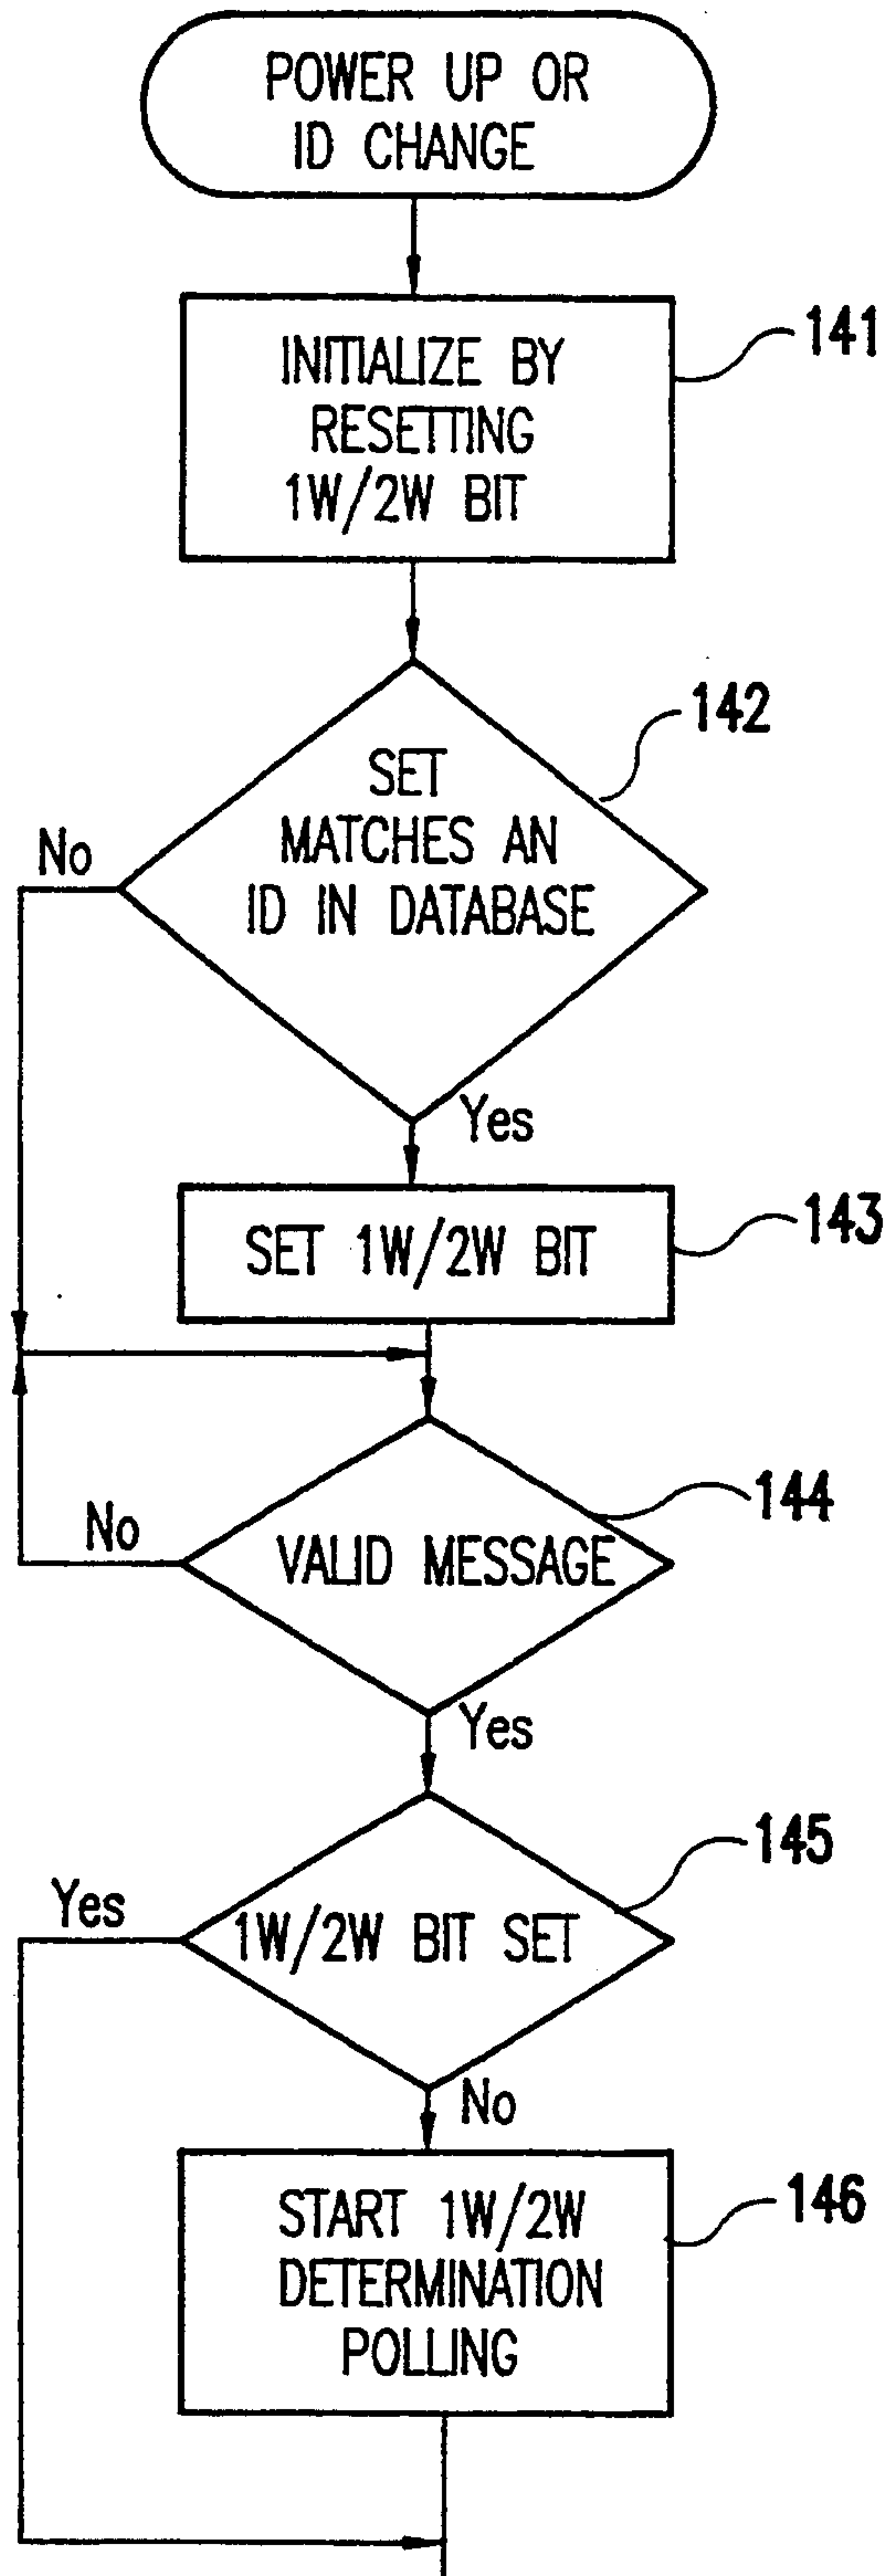 POWER UP OR
ID CHANGE
INITIALIZE BY
RESETTING
1W/2W BIT
141
142
SET
MATCHES AN
ID IN DATABASE
No
Yes
SET 1W/2W BIT
143
144
No
VALID MESSAGE
Yes
145
Yes
1W/2W BIT SET
No
START 1W/2W
DETERMINATION
POLLING
146